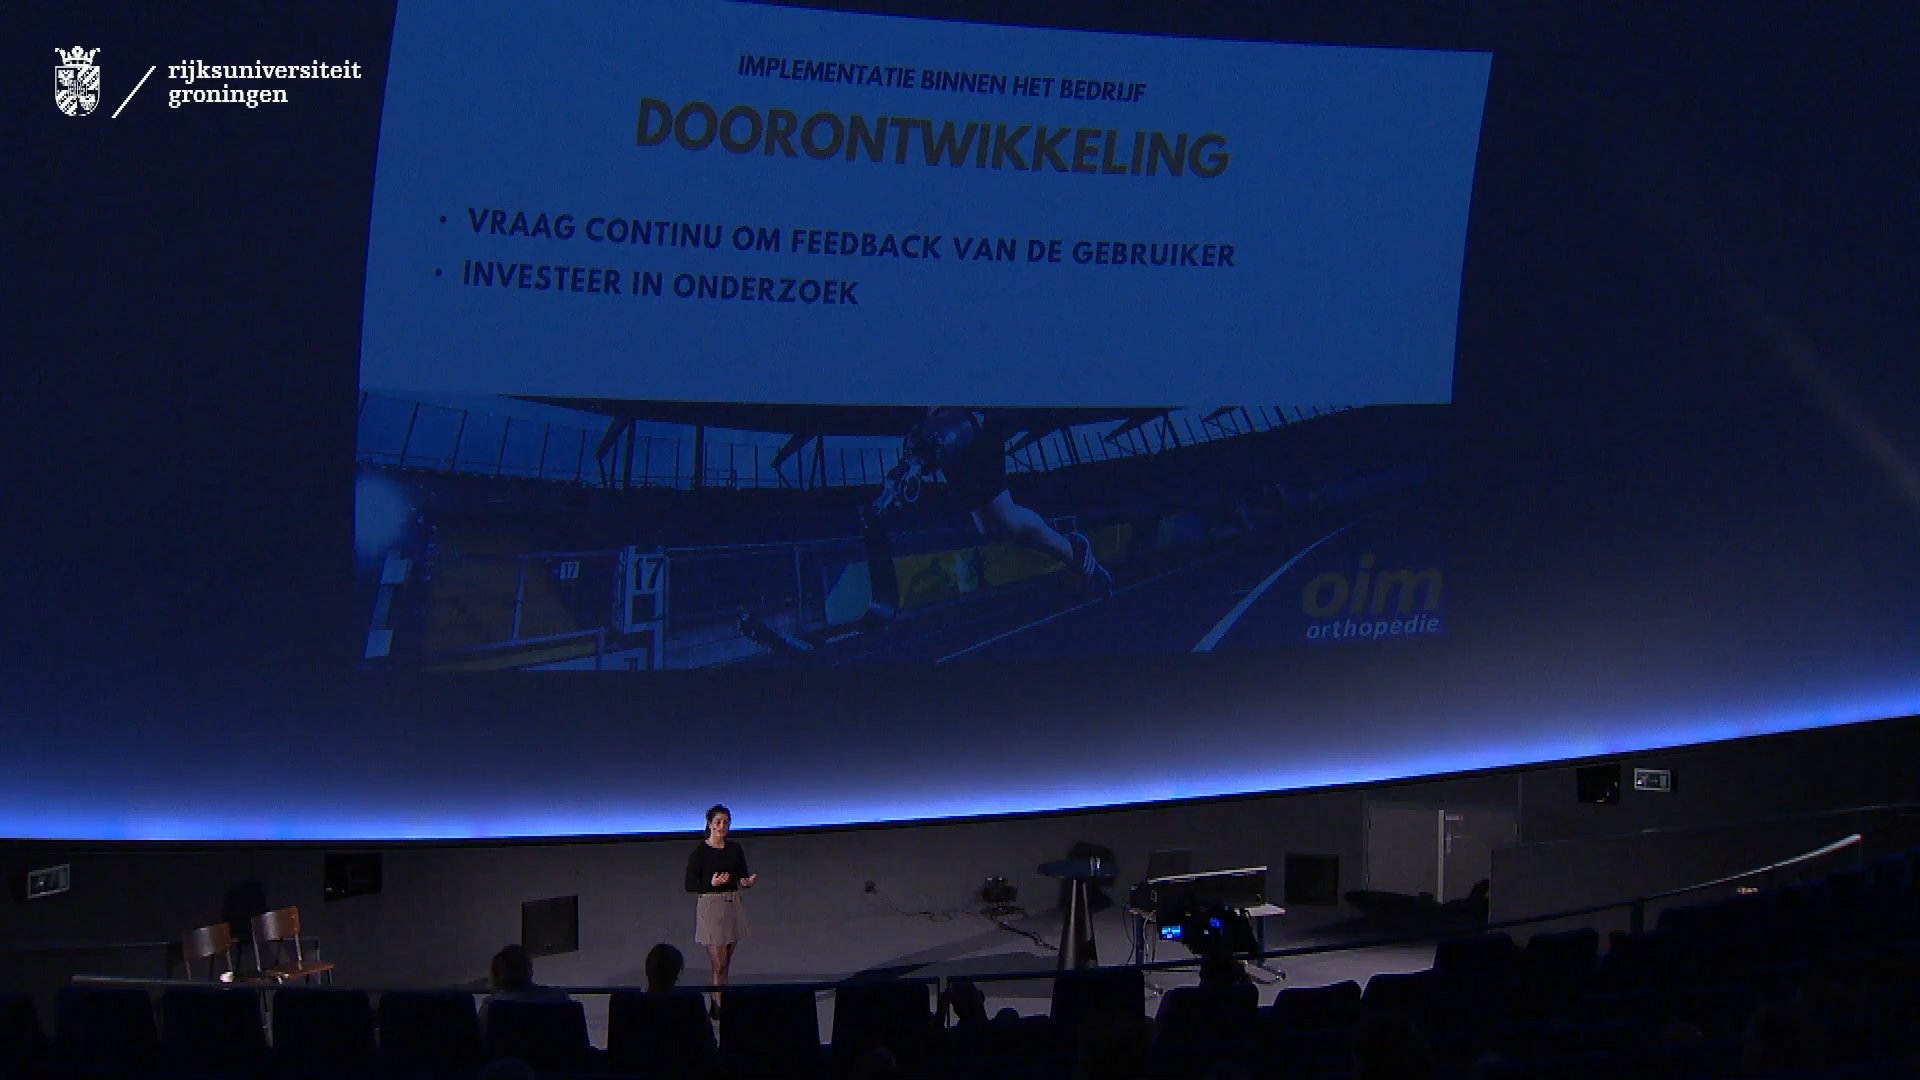 rijksuniversiteit
groningen
IMPLEMENTATIE BINNEN HET BEDRIJF
DOORONTWIKKELING
• VRAAG CONTINU OM FEEDBACK VAN DE GEBRUIKER
• INVESTEER IN ONDERZOEK
17
17
oim
orthopedie